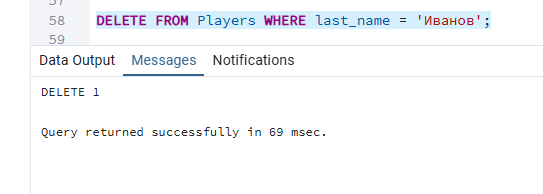 57
58 DELETE FROM Players WHERE last_name = 'Иванов';
59
Data Output Messages Notifications
DELETE 1
Query returned successfully in 69 msec.